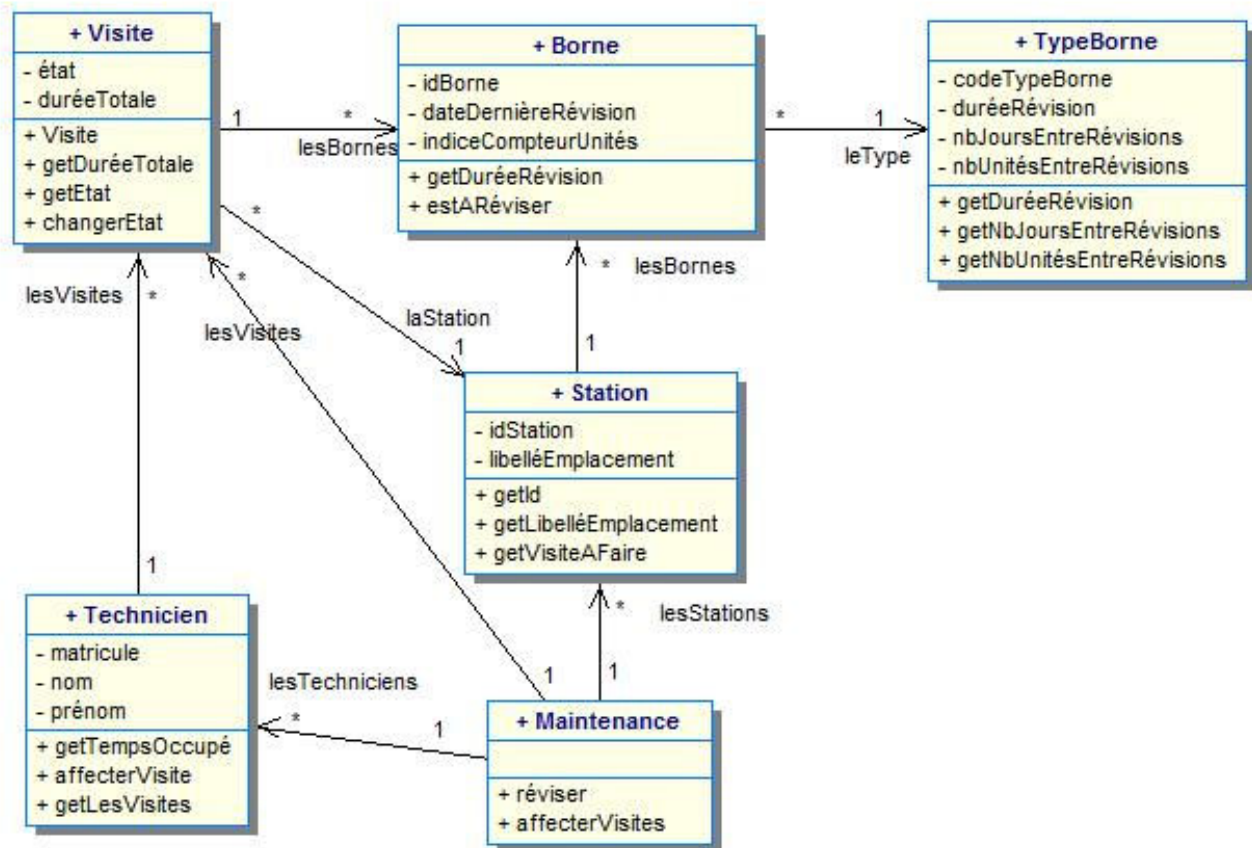 + Visite
- état
- duréeTotale
+ Visite
+ getDuréeTotale
+ getEtat
+ changerEtat
1
*
lesBornes
+ Borne
- idBorne
- dateDernièreRévision
- indiceCompteurUnités
+ getDuréeRévision
+ estARéviser
*
1
leType
+ TypeBorne
- codeTypeBorne
- duréeRévision
- nbJoursEntreRévisions
- nbUnitésEntreRévisions
+ getDuréeRévision
+ getNbJoursEntreRévisions
+ getNbUnitésEntreRévisions
*
laStation
1
* lesBornes
1
lesVisites
*
*
lesVisites
+ Station
- idStation
- libelléEmplacement
+ getId
+ getLibelléEmplacement
+ getVisiteAFaire
1
* lesStations
1
1
+ Technicien
- matricule
- nom
- prénom
+ getTempsOccupé
+ affecterVisite
+ getLesVisites
lesTechniciens
*
1
+ Maintenance
+ réviser
+ affecterVisites